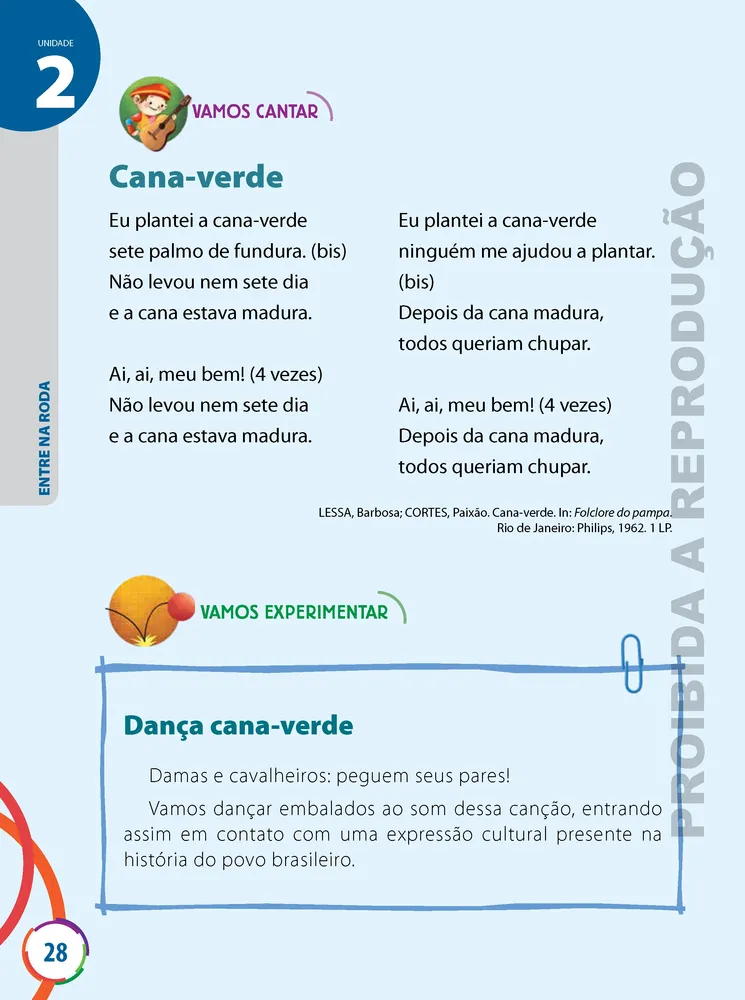 UNIDADE
2
VAMOS CANTAR
Cana-verde
Eu plantei a cana-verde
sete palmo de fundura. (bis)
Não levou nem sete dia
e a cana estava madura.
Ai, ai, meu bem! (4 vezes)
Não levou nem sete dia
e a cana estava madura.
Eu plantei a cana-verde
ninguém me ajudou a plantar.
(bis)
Depois da cana madura,
todos queriam chupar.
Ai, ai, meu bem! (4 vezes)
Depois da cana madura,
todos queriam chupar.
LESSA, Barbosa; CORTES, Paixão. Cana-verde. In: Folclore do pampa.
Rio de Janeiro: Philips, 1962. 1 LP.
ENTRE NA RODA
VAMOS EXPERIMENTAR
Dança cana-verde
Damas e cavalheiros: peguem seus pares!
Vamos dançar embalados ao som dessa canção, entrando
assim em contato com uma expressão cultural presente na
história do povo brasileiro.
28
PROIBIDA A REPRODUÇÃO